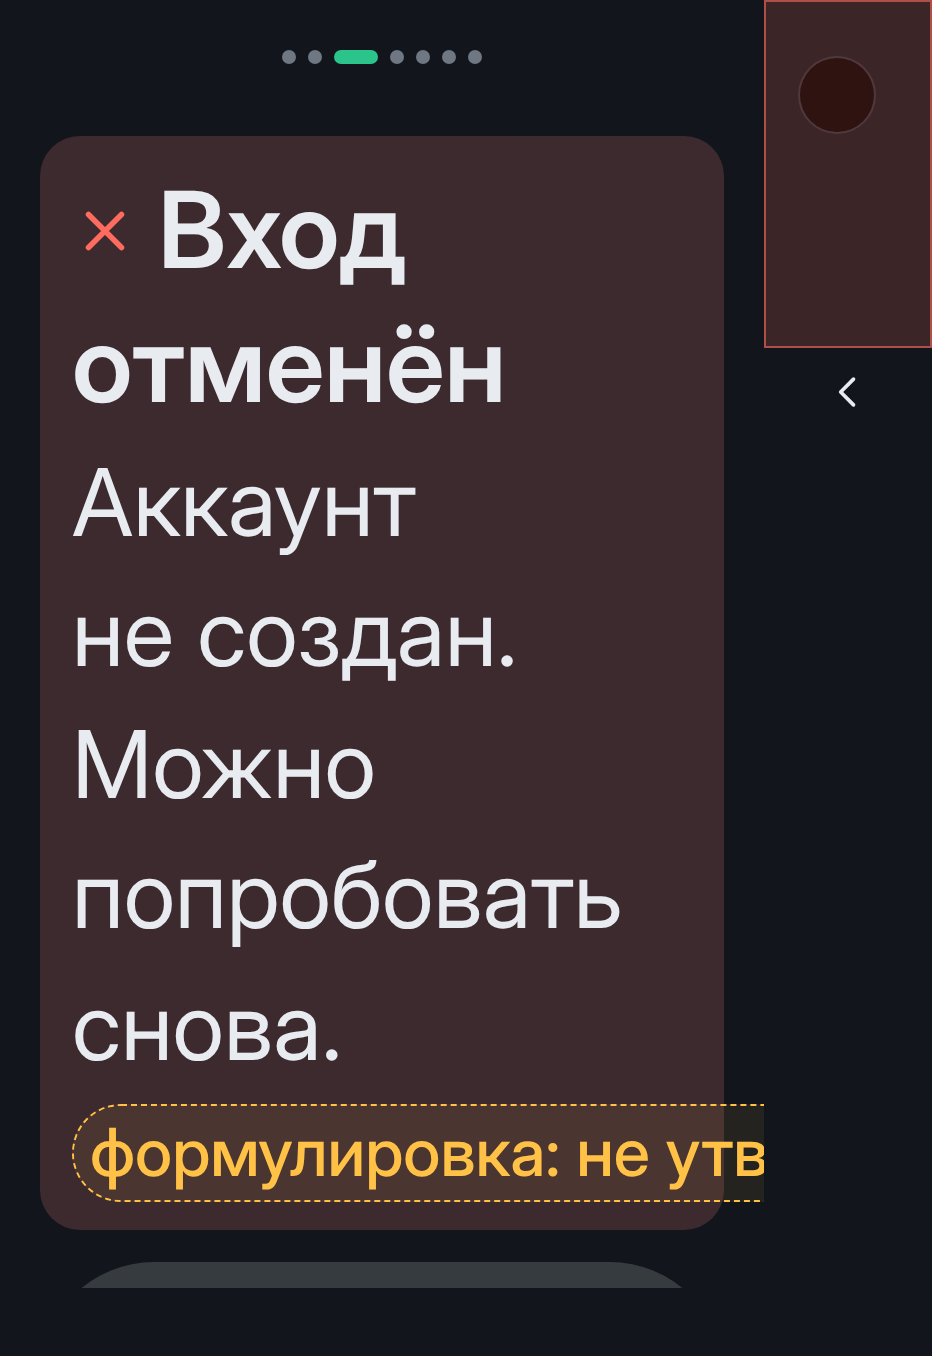 Вход
отменён
Аккаунт
не создан.
Можно
попробовать
снова.
формулировка: не утв